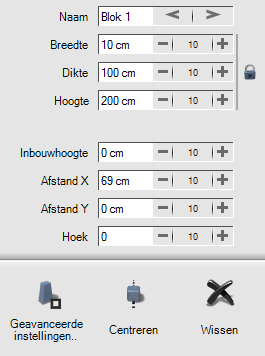 Naam Blok 1
Breedte 10 cm 10
Dikte 100 cm 10
Hoogte 200 cm 10
Inbouwhoogte 0 cm 10
Afstand X 69 cm 10
Afstand Y 0 cm 10
Hoek 0 10
Geavanceerde Centreren Wissen
instellingen..